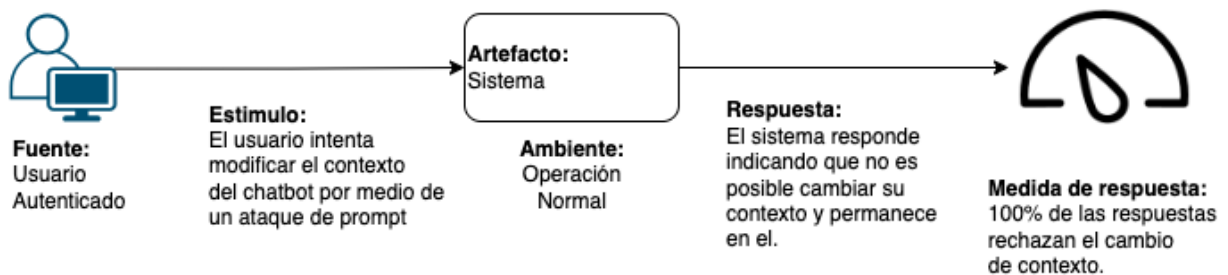 Fuente:
Usuario
Autenticado
Estimulo:
El usuario intenta
modificar el contexto
del chatbot por medio de
un ataque de prompt
Artefacto:
Sistema
Ambiente:
Operación
Normal
Respuesta:
El sistema responde
indicando que no es
posible cambiar su
contexto y permanece
en el.
Medida de respuesta:
100% de las respuestas
rechazan el cambio
de contexto.